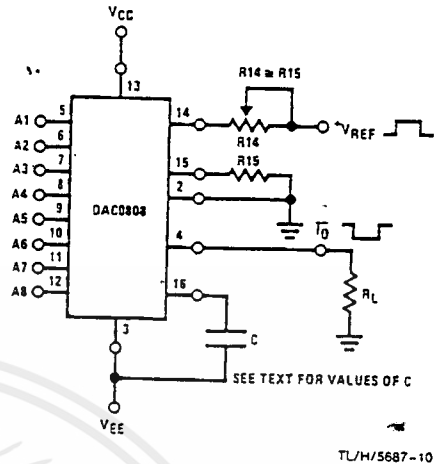 VCC
13
R14 ≅ R15
A1 5
14
VREF
R14
A2 6
A3 7
15
R15
A4 8
2
DAC0808
A5 9
A6 10
4
IO
A7 11
A8 12
16
RL
3
C
SEE TEXT FOR VALUES OF C
VEE
TL/H/5687-10